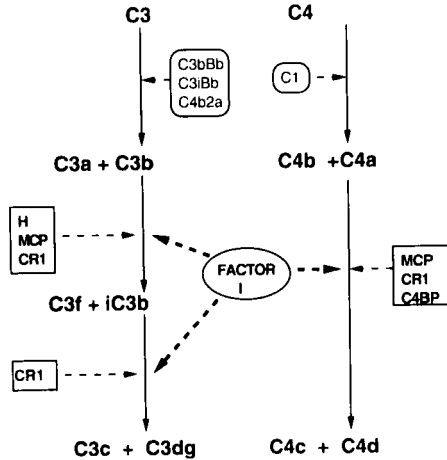 C3 C4
C3bBb
C3iBb
C4b2a
C1
C3a + C3b C4b +C4a
H
MCP
CR1
FACTOR
I
MCP
CR1
C4BP
C3f + iC3b
CR1
C3c + C3dg C4c + C4d